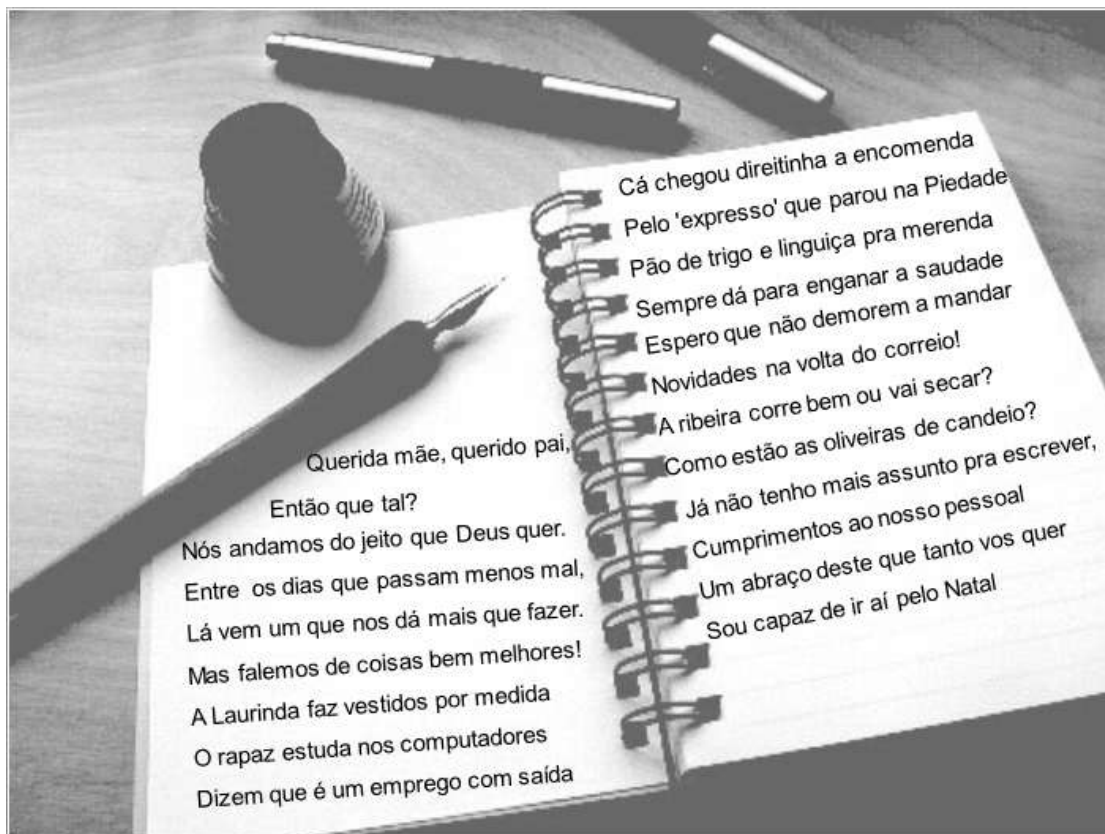 Querida mãe, querido pai,
Então que tal?
Nós andamos do jeito que Deus quer.
Entre os dias que passam menos mal,
Lá vem um que nos dá mais que fazer.
Mas falemos de coisas bem melhores!
A Laurinda faz vestidos por medida
O rapaz estuda nos computadores
Dizem que é um emprego com saída
Cá chegou direitinha a encomenda
Pelo 'expresso' que parou na Piedade
Pão de trigo e linguiça pra merenda
Sempre dá para enganar a saudade
Espero que não demorem a mandar
Novidades na volta do correio!
A ribeira corre bem ou vai secar?
Como estão as oliveiras de candeio?
Já não tenho mais assunto pra escrever,
Cumprimentos ao nosso pessoal
Um abraço deste que tanto vos quer
Sou capaz de ir aí pelo Natal